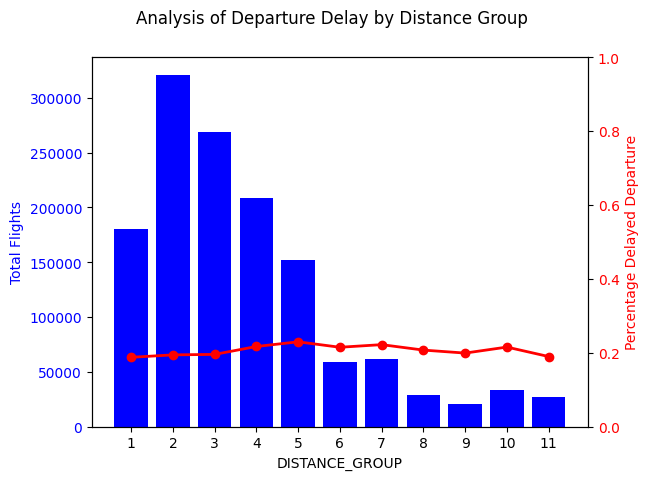 Analysis of Departure Delay by Distance Group
300000
250000
200000
150000
100000
50000
0
Total Flights
1.0
0.8
0.6
0.4
0.2
0.0
Percentage Delayed Departure
1 2 3 4 5 6 7 8 9 10 11
DISTANCE_GROUP